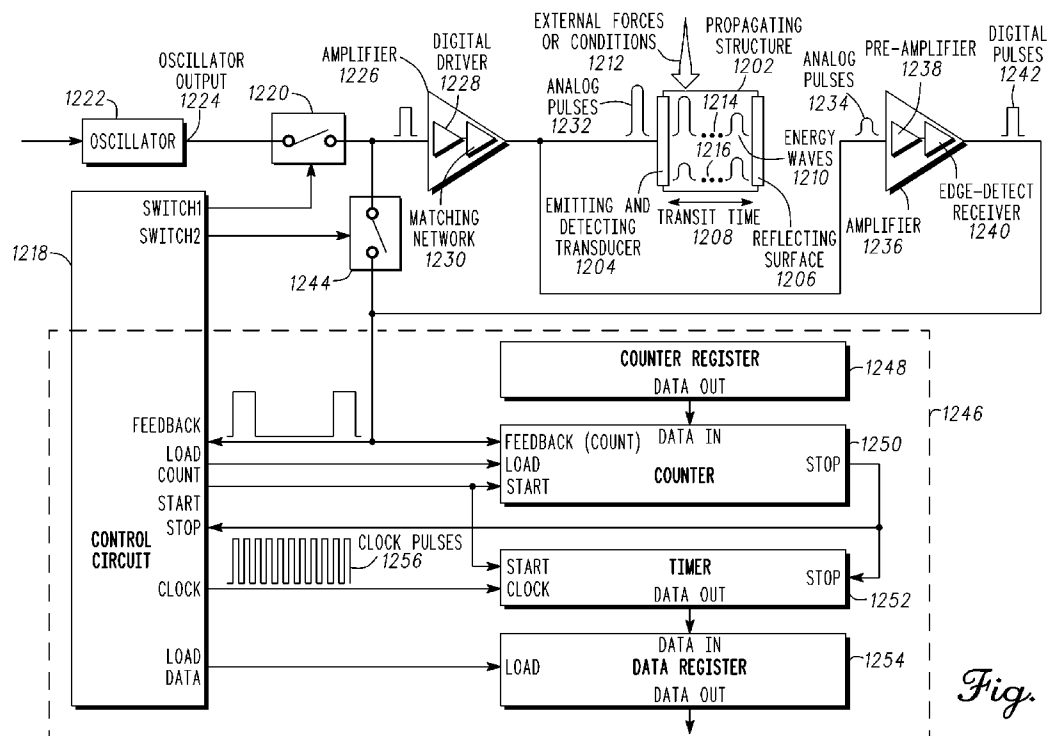 OSCILLATOR
OUTPUT
1224
1222
OSCILLATOR
1220
AMPLIFIER
1226
DIGITAL
DRIVER
1228
MATCHING
NETWORK
1230
EXTERNAL FORCES
OR CONDITIONS
1212
ANALOG
PULSES
1232
PROPAGATING
STRUCTURE
1202
1214
1216
ENERGY
WAVES
1210
EMITTING AND
DETECTING
TRANSDUCER
1204
TRANSIT TIME
1208
REFLECTING
SURFACE
1206
ANALOG
PULSES
1234
PRE-AMPLIFIER
1238
DIGITAL
PULSES
1242
EDGE-DETECT
RECEIVER
1240
AMPLIFIER
1236
SWITCH1
SWITCH2
1218
1244
COUNTER REGISTER
DATA OUT
1248
1246
FEEDBACK
LOAD
COUNT
START
STOP
CONTROL
CIRCUIT
CLOCK
LOAD
DATA
DATA IN
FEEDBACK (COUNT)
LOAD
COUNTER
START
STOP
1250
CLOCK PULSES
1256
START
TIMER
CLOCK
STOP
DATA OUT
1252
DATA IN
LOAD
DATA REGISTER
DATA OUT
1254
Fig.